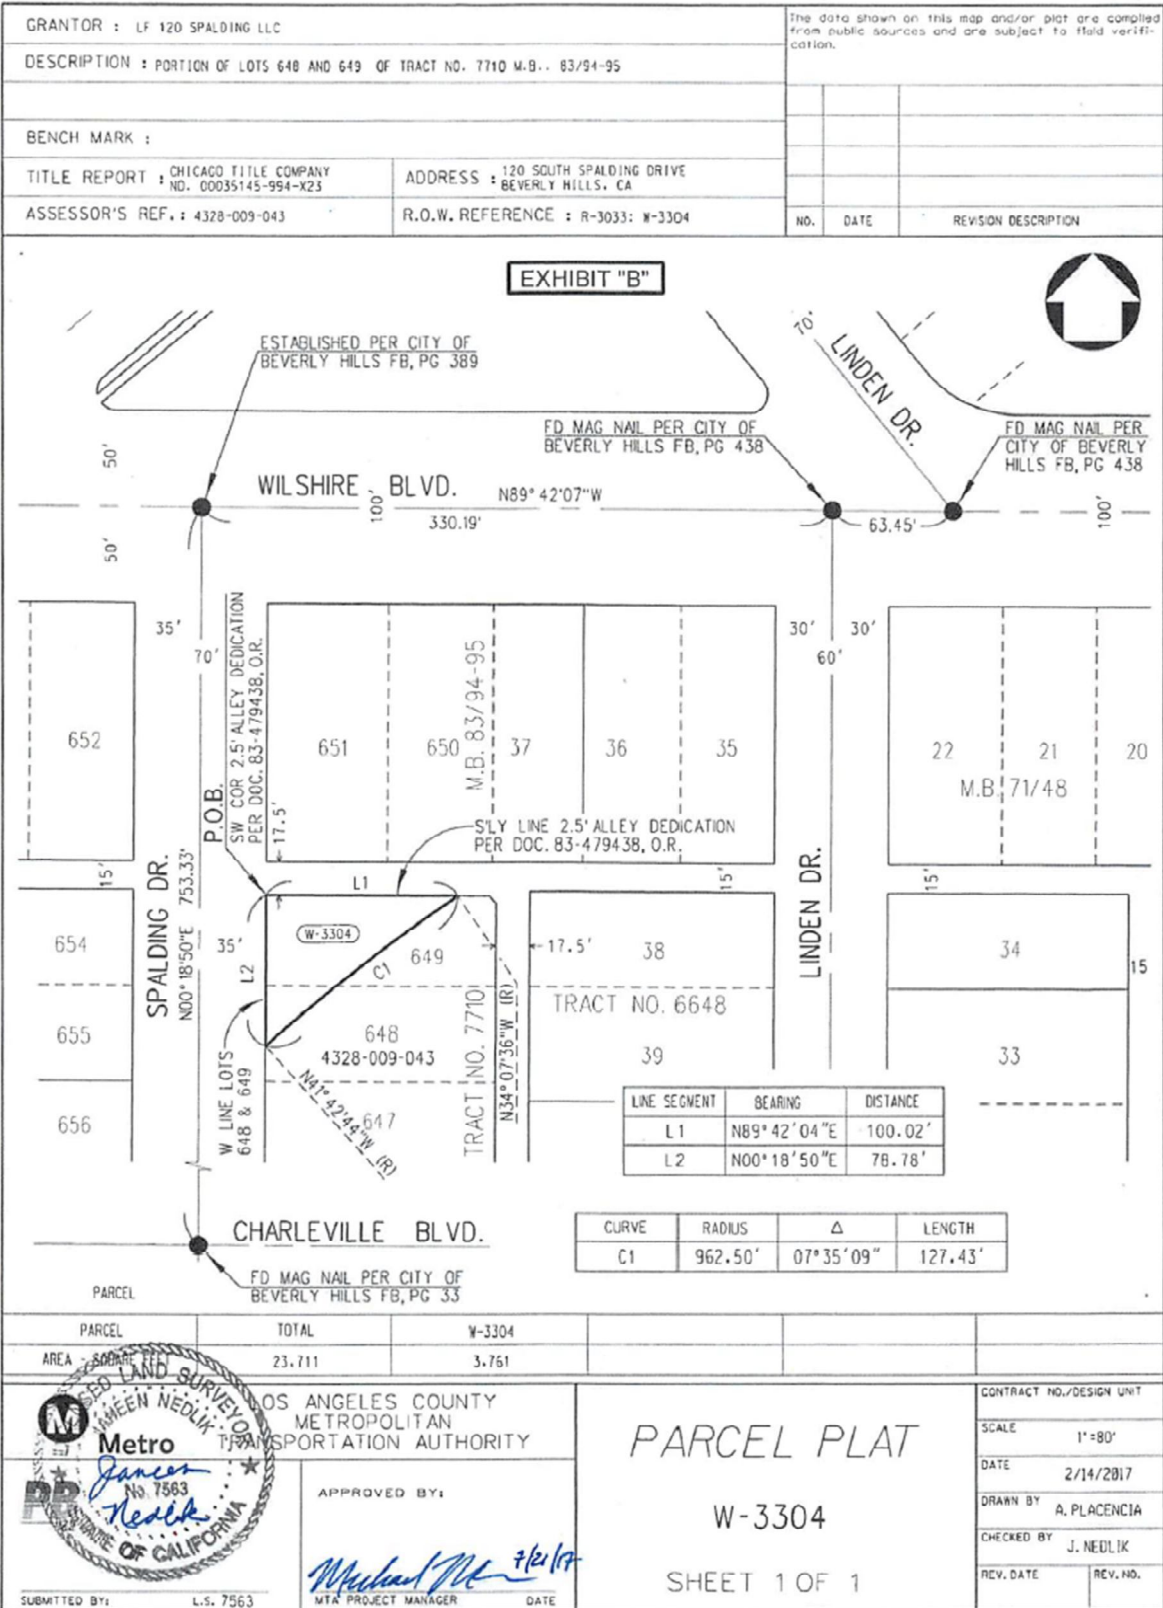 GRANTOR : LF 120 SPALDING LLC
The data shown on this map and/or plat are compiled
from public sources and are subject to field verifi-
cation.
DESCRIPTION : PORTION OF LOTS 648 AND 649 OF TRACT NO. 7710 M.B.. 83/94-95
BENCH MARK :
TITLE REPORT : CHICAGO TITLE COMPANY
NO. 00035145-994-X23
ADDRESS : 120 SOUTH SPALDING DRIVE
BEVERLY HILLS, CA
ASSESSOR'S REF.: 4328-009-043
R.O.W. REFERENCE : R-3033; W-3304
NO.
DATE
REVISION DESCRIPTION
EXHIBIT "B"
ESTABLISHED PER CITY OF
BEVERLY HILLS FB, PG 389
70'
LINDEN DR.
FD MAG NAIL PER CITY OF
BEVERLY HILLS FB, PG 438
FD MAG NAIL PER
CITY OF BEVERLY
HILLS FB, PG 438
50'
50'
WILSHIRE BLVD.
100'
N89°42'07"W
330.19'
63.45'
100'
35'
70'
30'
30'
60'
P.O.B.
SW COR 2.5' ALLEY DEDICATION
PER DOC. 83-479438, O.R.
652
651
650
M.B. 83/94-95
37
36
35
22
21
20
M.B. 71/48
17.5'
S'LY LINE 2.5' ALLEY DEDICATION
PER DOC. 83-479438, O.R.
15'
15'
15'
SPALDING DR.
N00°18'50"E 753.33'
LINDEN DR.
L1
W-3304
654
35'
L2
C1
649
17.5'
38
34
15
TRACT NO. 7710
N34°07'36"W (R)
TRACT NO. 6648
655
648
4328-009-043
39
33
W LINE LOTS
648 & 649
N41°42'44"W (R)
656
647
LINE SEGMENT BEARING DISTANCE
L1 N89°42'04"E 100.02'
L2 N00°18'50"E 78.78'
CHARLEVILLE BLVD.
CURVE RADIUS Δ LENGTH
C1 962.50' 07°35'09" 127.43'
FD MAG NAIL PER CITY OF
BEVERLY HILLS FB, PG 33
PARCEL
PARCEL TOTAL W-3304
AREA - SQUARE FEET 23.711 3.761
LICENSED LAND SURVEYOR
JANEEN NEDLIK
Metro
Janeen
No. 7563
Nedlik
STATE OF CALIFORNIA
LOS ANGELES COUNTY
METROPOLITAN
TRANSPORTATION AUTHORITY
APPROVED BY:
7/21/17
SUBMITTED BY: L.S. 7563
MTA PROJECT MANAGER DATE
PARCEL PLAT
W-3304
SHEET 1 OF 1
CONTRACT NO./DESIGN UNIT
SCALE
1"=80'
DATE
2/14/2017
DRAWN BY
A. PLACENCIA
CHECKED BY
J. NEDLIK
REV. DATE
REV. NO.